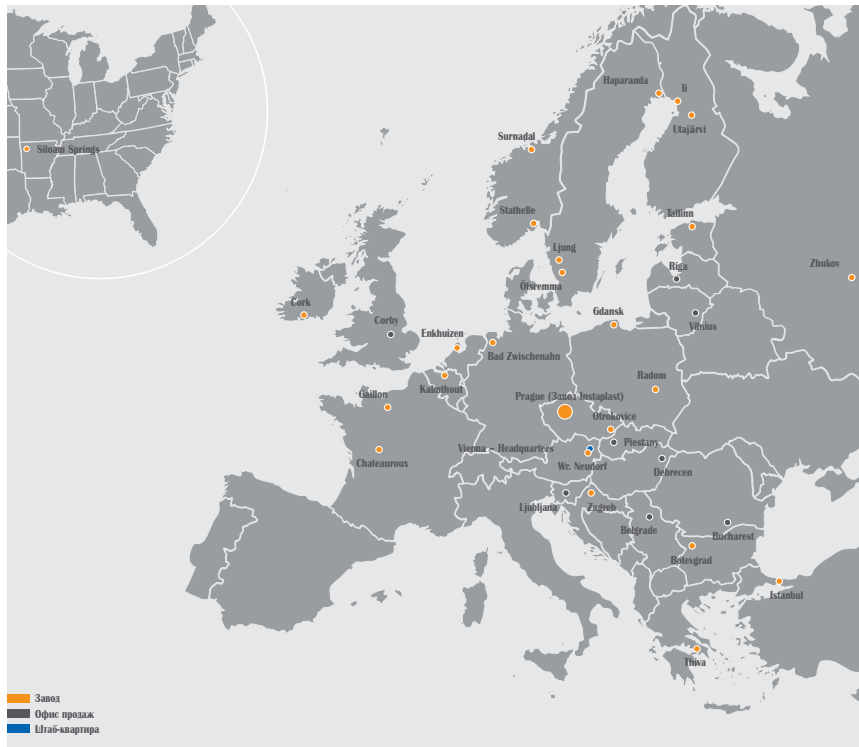 Haparanda
Ii
Siloam Springs
Utajärvi
Surnadal
Stathelle
Tallinn
Ljung
Zhukov
Riga
Ölsremma
Cork
Gdansk
Corby
Vilnius
Enkhuizen
Bad Zwischenahn
Radom
Kalmthout
Gaillon
Prague (Завод Instaplast)
Otrokovice
Piestany
Vienna – Headquarters
Chateauroux
Wr. Neudorf
Debrecen
Ljubljana
Zagreb
Belgrade
Bucharest
Botevgrad
Istanbul
Thiva
Завод
Офис продаж
Штаб-квартира